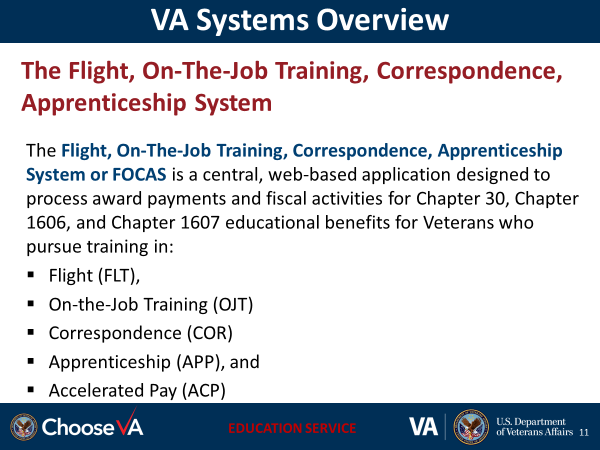 VA Systems Overview
The Flight, On-The-Job Training, Correspondence,
Apprenticeship System
The Flight, On-The-Job Training, Correspondence, Apprenticeship
System or FOCAS is a central, web-based application designed to
process award payments and fiscal activities for Chapter 30, Chapter
1606, and Chapter 1607 educational benefits for Veterans who
pursue training in:
▪ Flight (FLT),
▪ On-the-Job Training (OJT)
▪ Correspondence (COR)
▪ Apprenticeship (APP), and
▪ Accelerated Pay (ACP)
ChooseVA
EDUCATION SERVICE
VA
U.S. Department
of Veterans Affairs
11